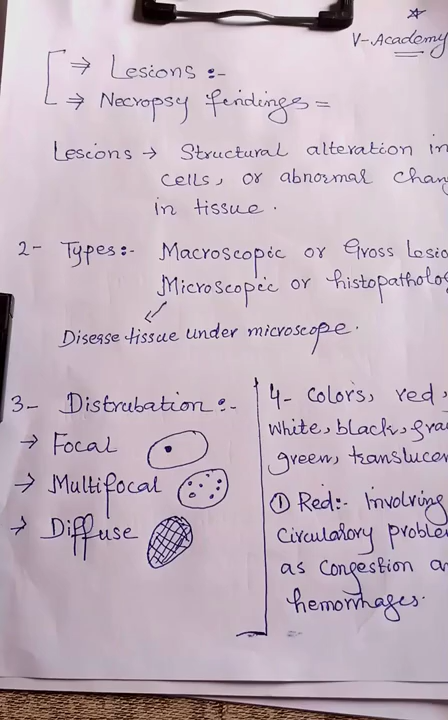 V-Academy
⇒ Lesions :-
⇒ Necropsy findings =
Lesions → Structural alteration in
cells, or abnormal chan
in tissue.
2- Types:- Macroscopic or Gross Lesio
Microscopic or histopatholog
Disease tissue under microscope.
3- Distrubation :-
→ Focal
→ Multifocal
→ Diffuse
4- Colors, red,
white, black, gra
green, translucen
① Red:- Involving
Circulatory proble
as Congestion a
hemorrhages.